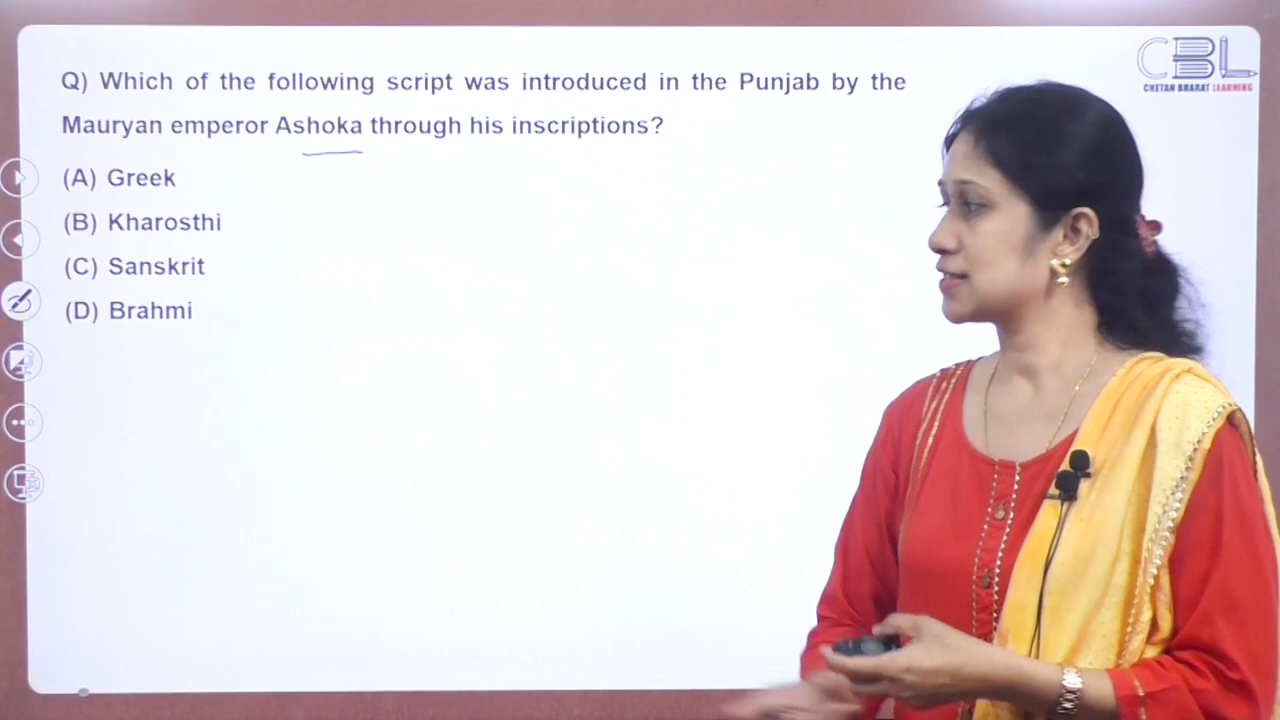 Q) Which of the following script was introduced in the Punjab by the
Mauryan emperor Ashoka through his inscriptions?
(A) Greek
(B) Kharosthi
(C) Sanskrit
(D) Brahmi
CBL
CHETAN BHARAT LEARNING